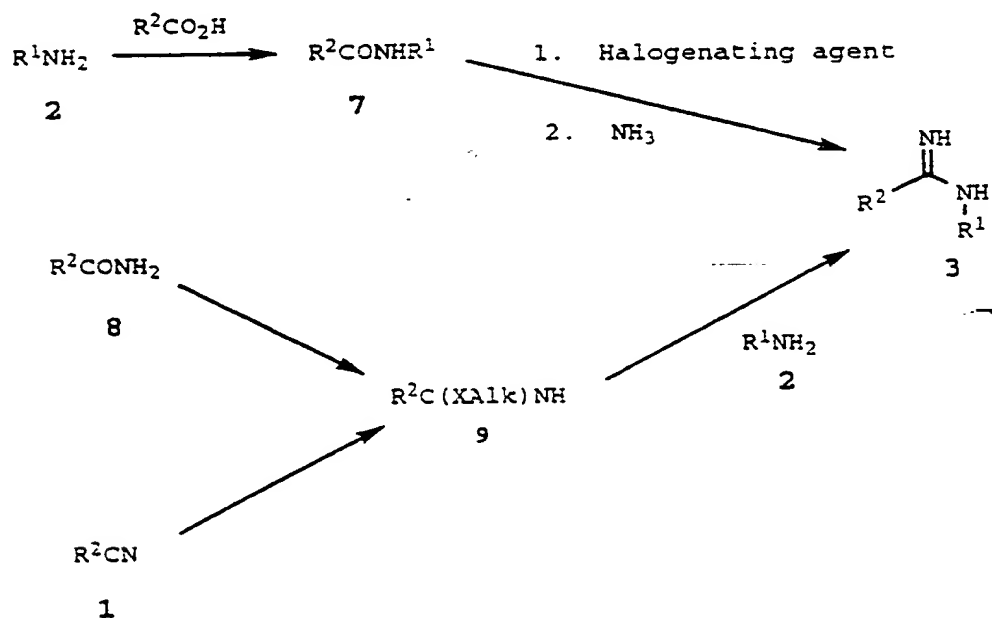 R²CO₂H
R¹NH₂ R²CONHR¹ 1. Halogenating agent
2 7
2. NH₃
NH
R² NH
R¹
3
R²CONH₂
8
R¹NH₂
2
R²C(XAlk)NH
9
R²CN
1